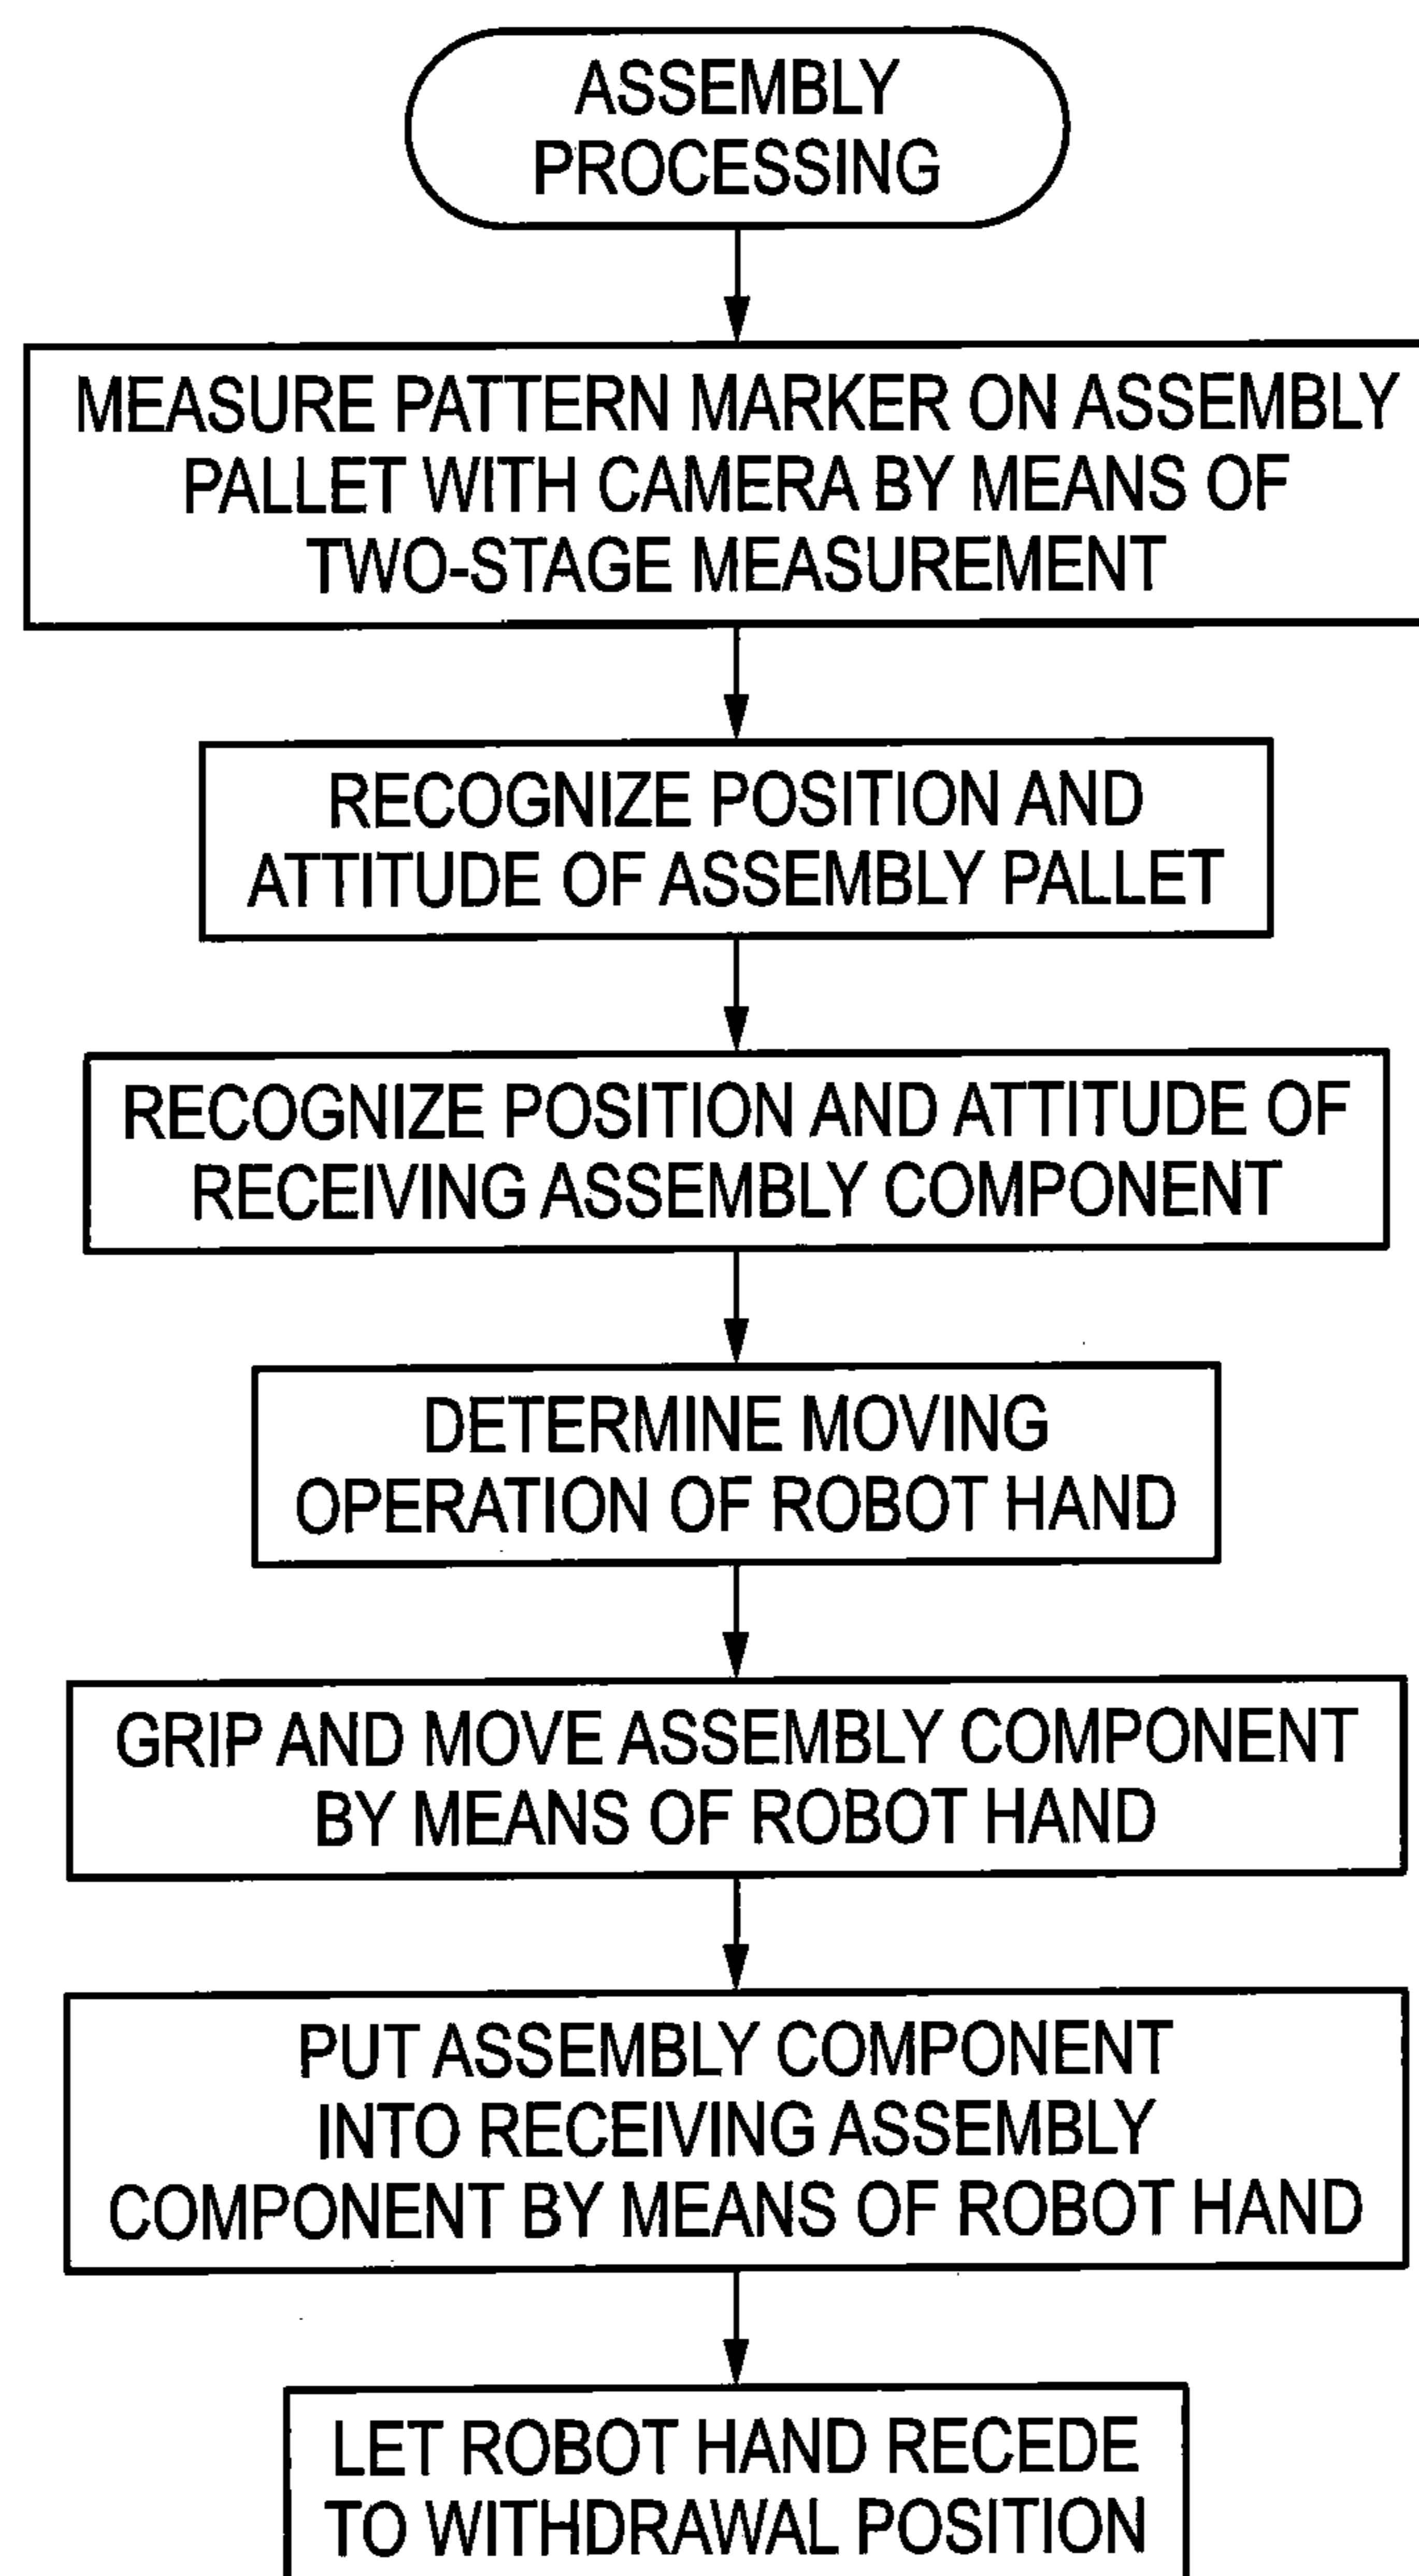 ASSEMBLY
PROCESSING
MEASURE PATTERN MARKER ON ASSEMBLY
PALLET WITH CAMERA BY MEANS OF
TWO-STAGE MEASUREMENT
RECOGNIZE POSITION AND
ATTITUDE OF ASSEMBLY PALLET
RECOGNIZE POSITION AND ATTITUDE OF
RECEIVING ASSEMBLY COMPONENT
DETERMINE MOVING
OPERATION OF ROBOT HAND
GRIP AND MOVE ASSEMBLY COMPONENT
BY MEANS OF ROBOT HAND
PUT ASSEMBLY COMPONENT
INTO RECEIVING ASSEMBLY
COMPONENT BY MEANS OF ROBOT HAND
LET ROBOT HAND RECEDE
TO WITHDRAWAL POSITION